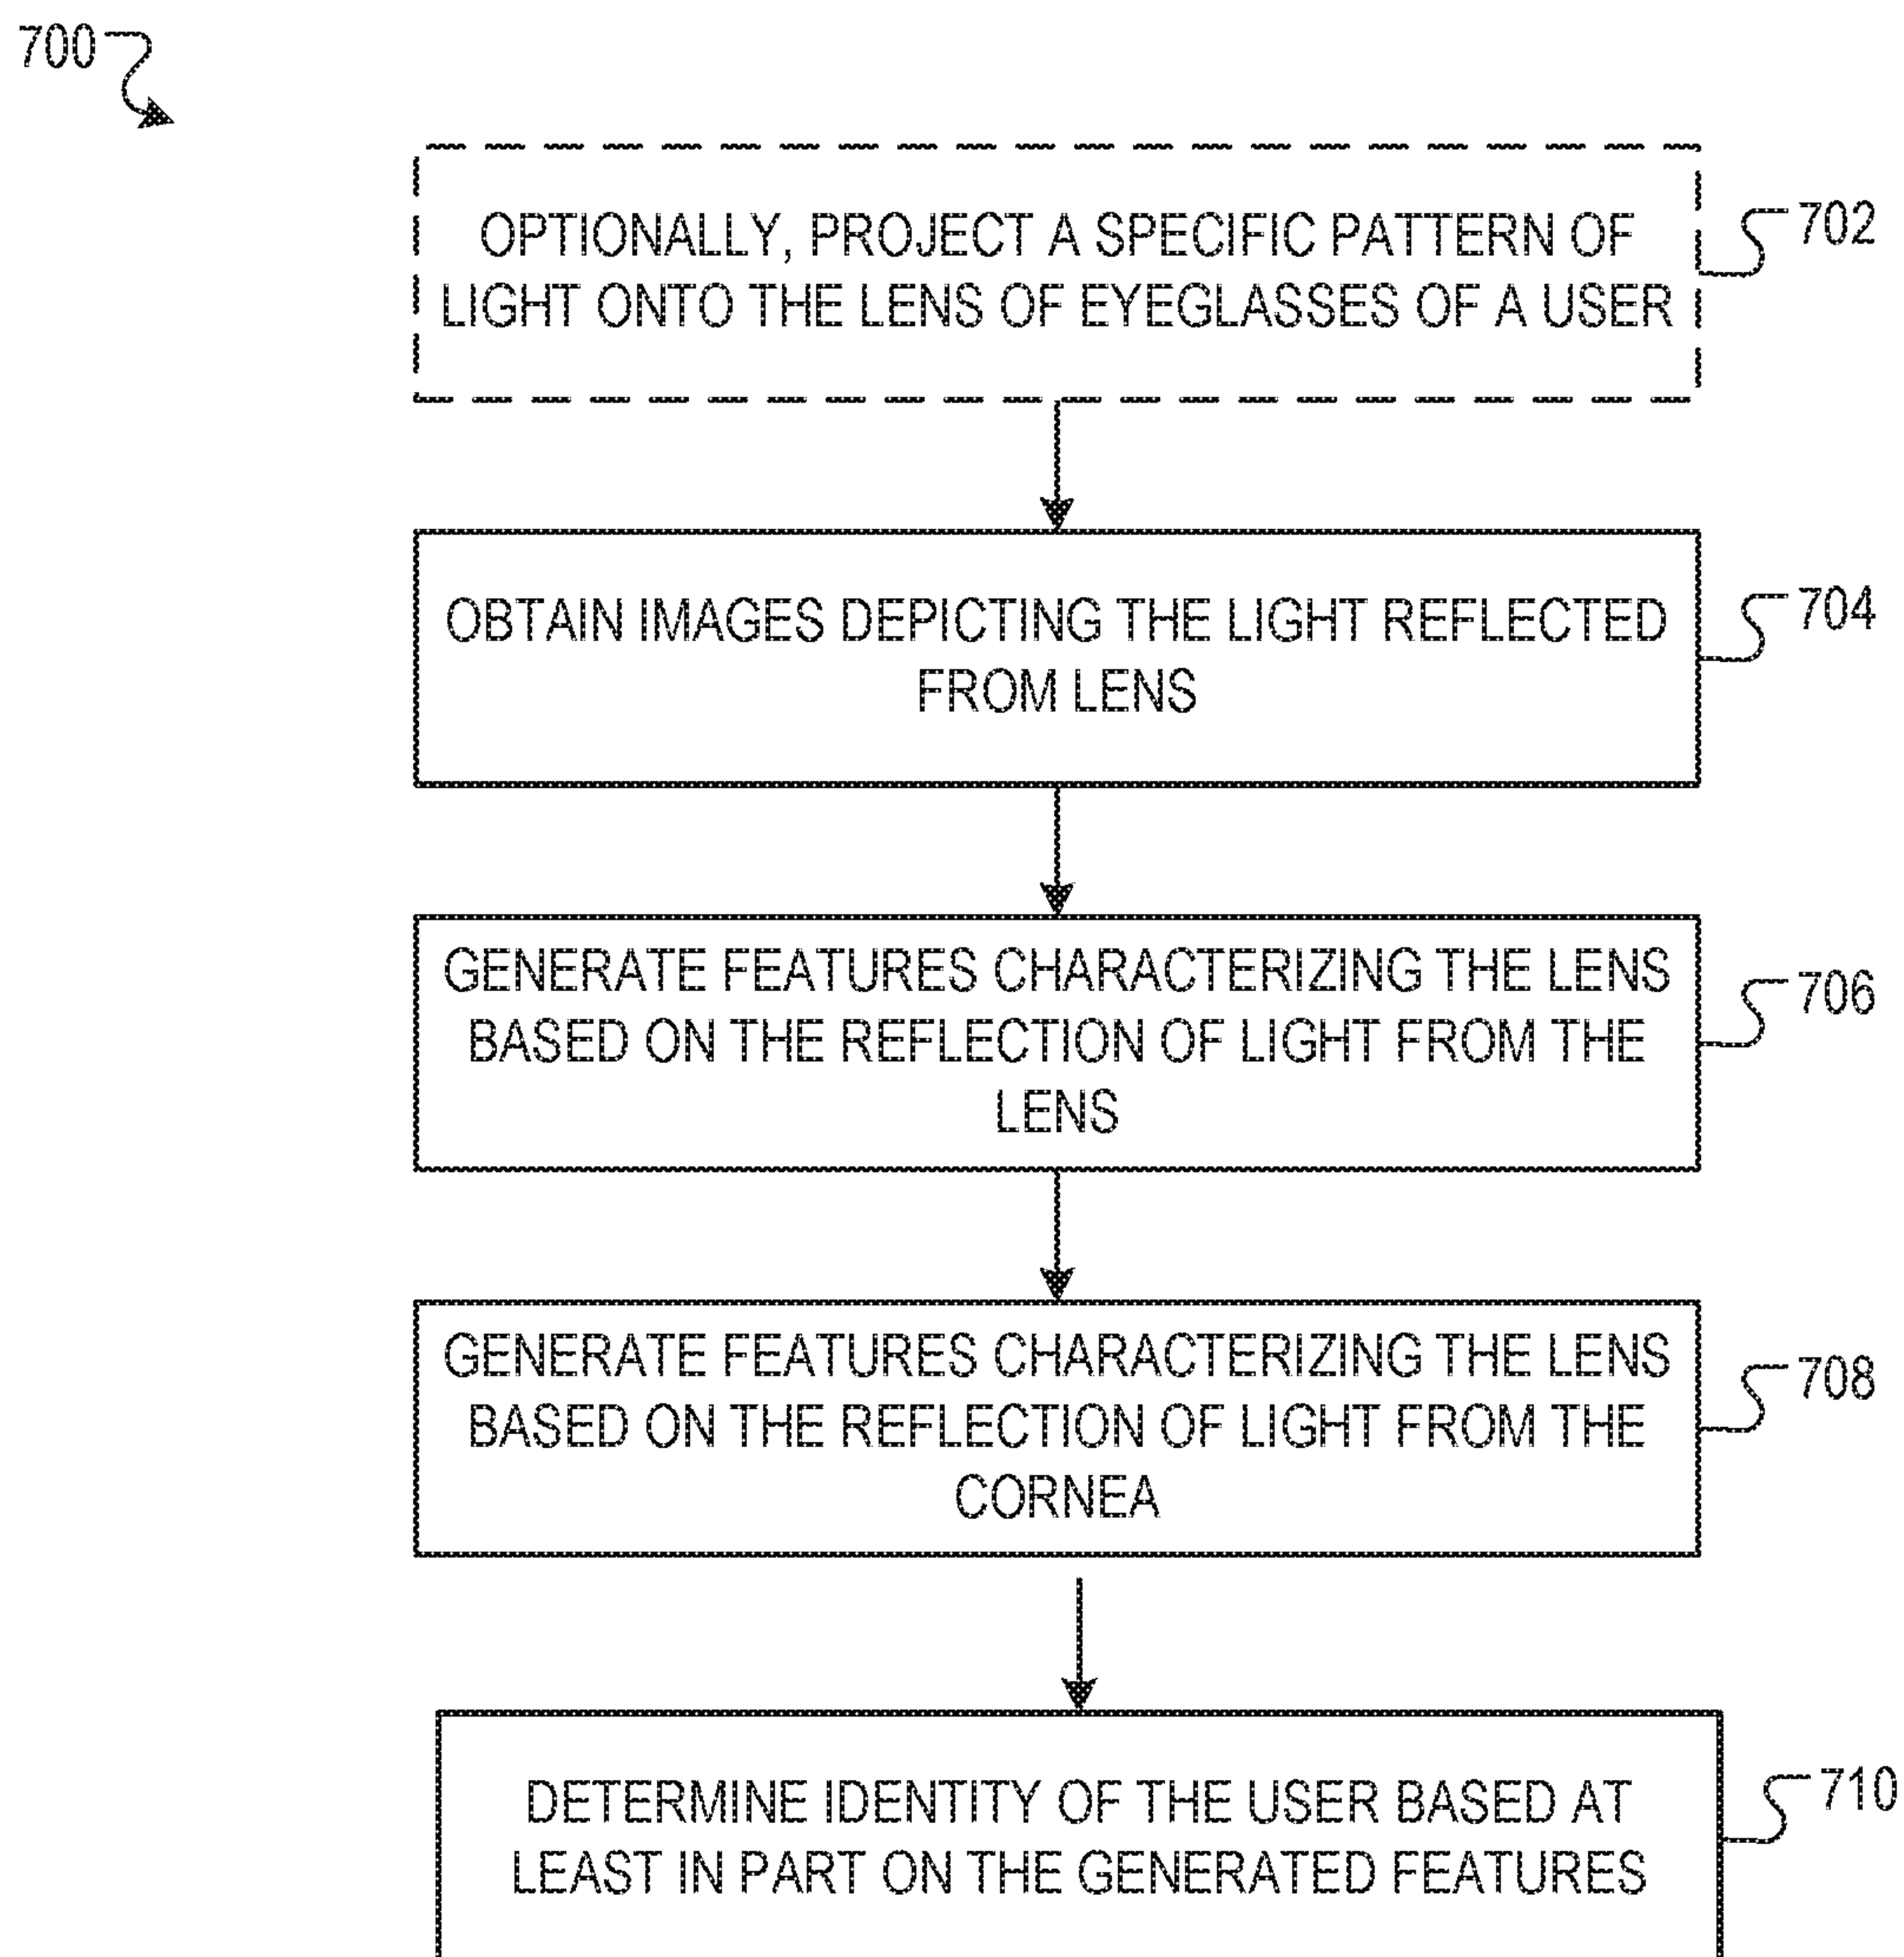 700
OPTIONALLY, PROJECT A SPECIFIC PATTERN OF
LIGHT ONTO THE LENS OF EYEGLASSES OF A USER
702
OBTAIN IMAGES DEPICTING THE LIGHT REFLECTED
FROM LENS
704
GENERATE FEATURES CHARACTERIZING THE LENS
BASED ON THE REFLECTION OF LIGHT FROM THE
LENS
706
GENERATE FEATURES CHARACTERIZING THE LENS
BASED ON THE REFLECTION OF LIGHT FROM THE
CORNEA
708
DETERMINE IDENTITY OF THE USER BASED AT
LEAST IN PART ON THE GENERATED FEATURES
710